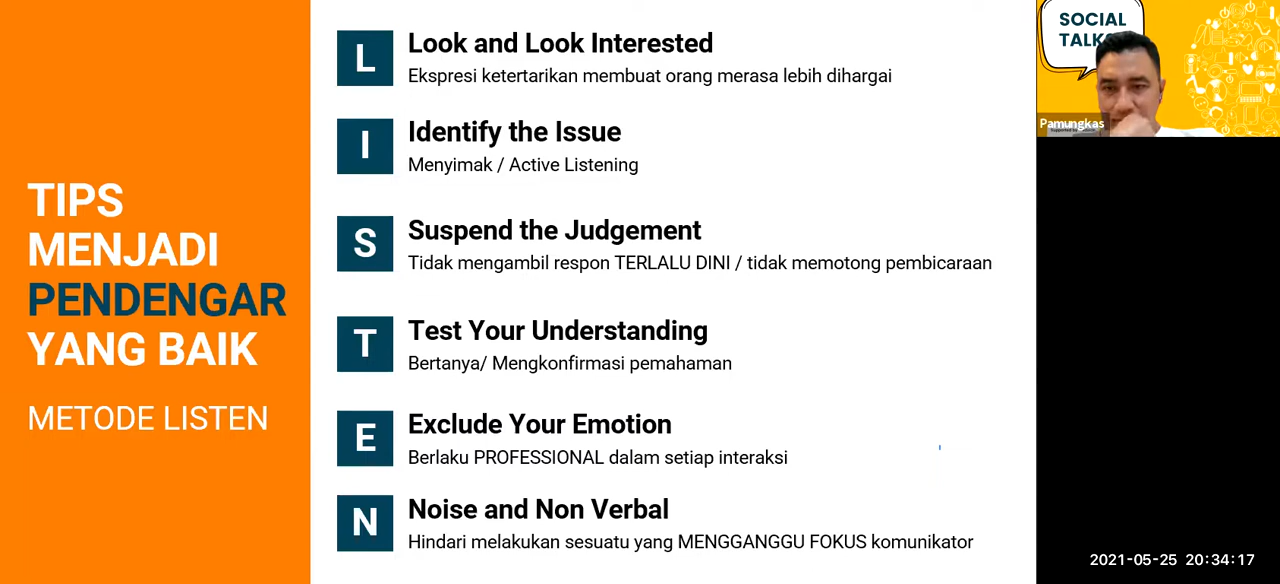 TIPS
MENJADI
PENDENGAR
YANG BAIK
METODE LISTEN
L
Look and Look Interested
Ekspresi ketertarikan membuat orang merasa lebih dihargai
I
Identify the Issue
Menyimak / Active Listening
S
Suspend the Judgement
Tidak mengambil respon TERLALU DINI / tidak memotong pembicaraan
T
Test Your Understanding
Bertanya/ Mengkonfirmasi pemahaman
E
Exclude Your Emotion
Berlaku PROFESSIONAL dalam setiap interaksi
N
Noise and Non Verbal
Hindari melakukan sesuatu yang MENGGANGGU FOKUS komunikator
SOCIAL
TALK
Pamungkas
2021-05-25 20:34:17